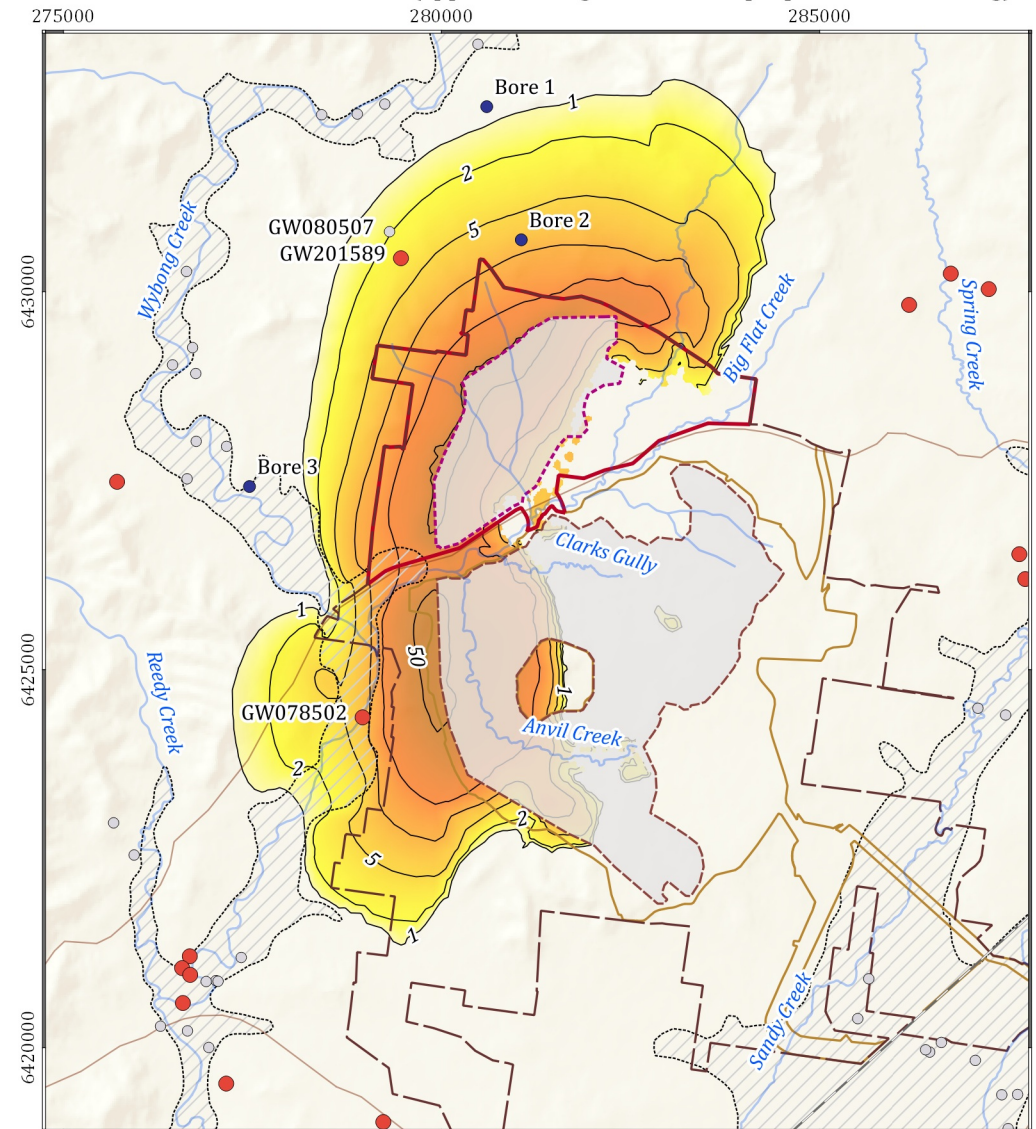 275000
280000
285000
Bore 1
1
2
Wybong Creek
GW080507
5
Bore 2
GW201589
6430000
Big Flat Creek
Spring Creek
Bore 3
Clarks Gully
1
50
6425000
Reedy Creek
1
GW078502
Anvil Creek
2
2
5
1
Sandy Creek
6420000